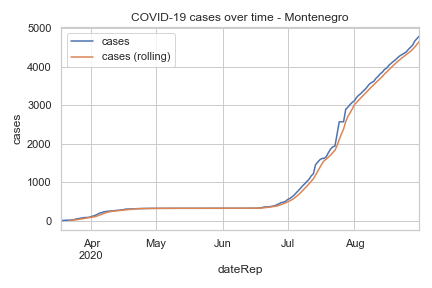 COVID-19 cases over time - Montenegro
cases
cases (rolling)
5000
4000
3000
2000
1000
0
cases
Apr
2020
May
Jun
Jul
Aug
dateRep